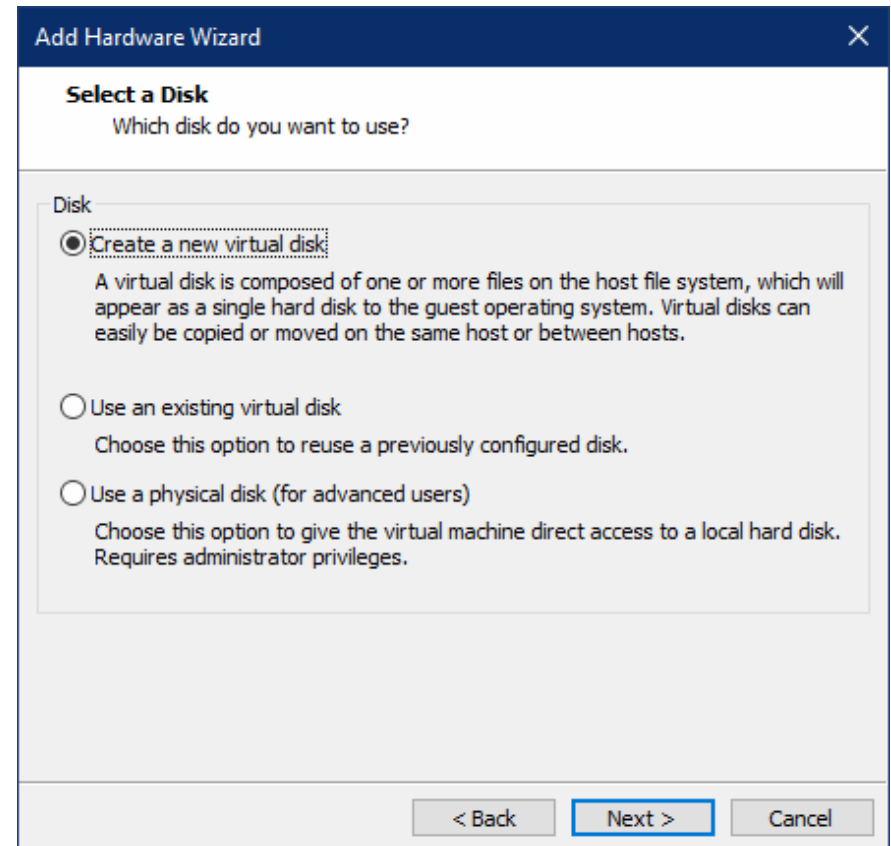 Add Hardware Wizard
Select a Disk
Which disk do you want to use?
Disk
Create a new virtual disk
A virtual disk is composed of one or more files on the host file system, which will
appear as a single hard disk to the guest operating system. Virtual disks can
easily be copied or moved on the same host or between hosts.
Use an existing virtual disk
Choose this option to reuse a previously configured disk.
Use a physical disk (for advanced users)
Choose this option to give the virtual machine direct access to a local hard disk.
Requires administrator privileges.
< Back Next > Cancel